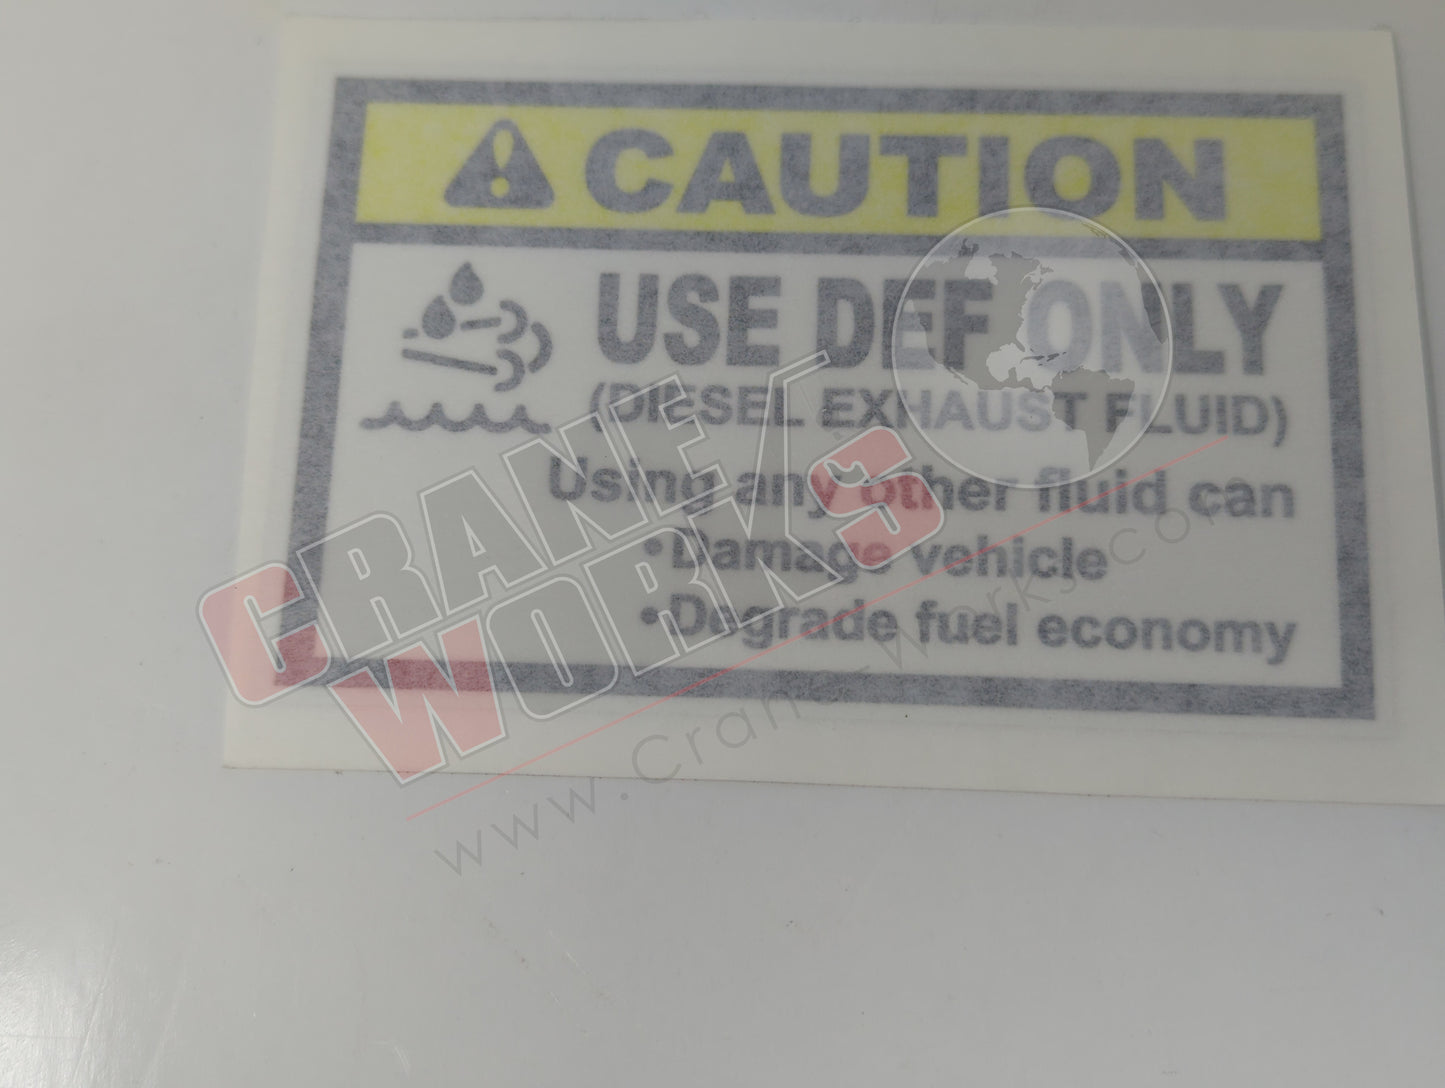 CAUTION
USE DEF ONLY
(DIESEL EXHAUST FLUID)
Using any other fluid can
•Damage vehicle
•Degrade fuel economy
CRANE
WORKS
www.CraneWorks.com